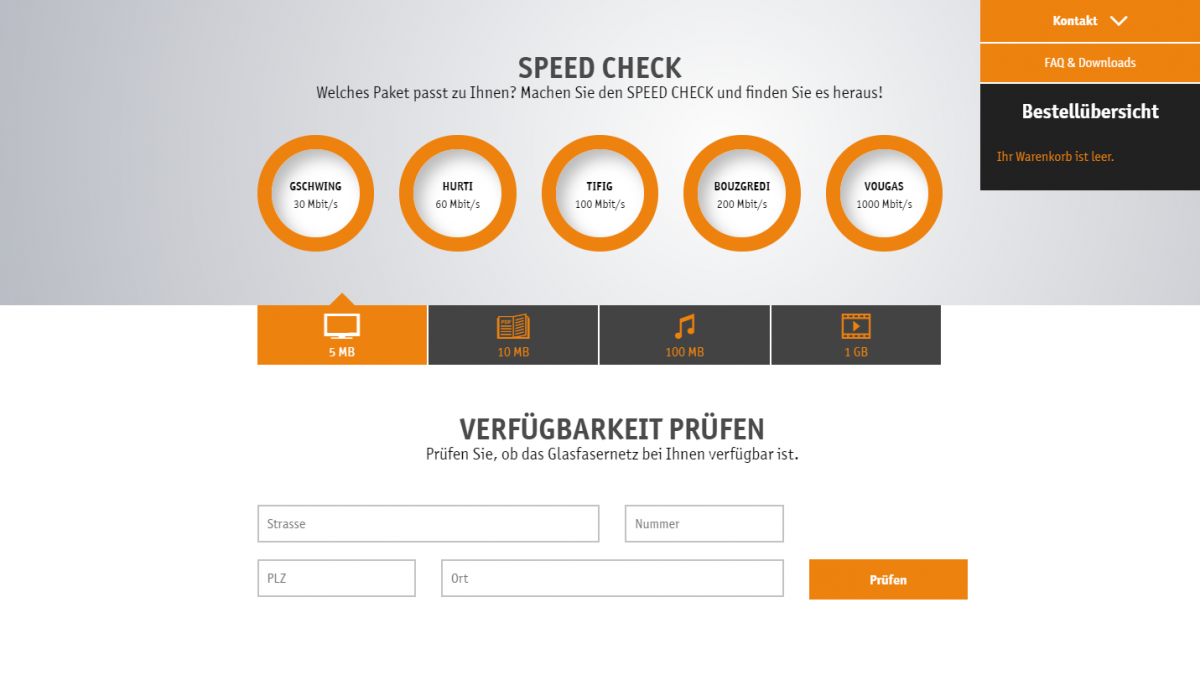 Kontakt
FAQ & Downloads
Bestellübersicht
Ihr Warenkorb ist leer.
SPEED CHECK
Welches Paket passt zu Ihnen? Machen Sie den SPEED CHECK und finden Sie es heraus!
GSCHWING
30 Mbit/s
HURTI
60 Mbit/s
TIFIG
100 Mbit/s
BOUZGREDI
200 Mbit/s
VOUGAS
1000 Mbit/s
5 MB
PDF
10 MB
100 MB
1 GB
VERFÜGBARKEIT PRÜFEN
Prüfen Sie, ob das Glasfasernetz bei Ihnen verfügbar ist.
Strasse
Nummer
PLZ
Ort
Prüfen